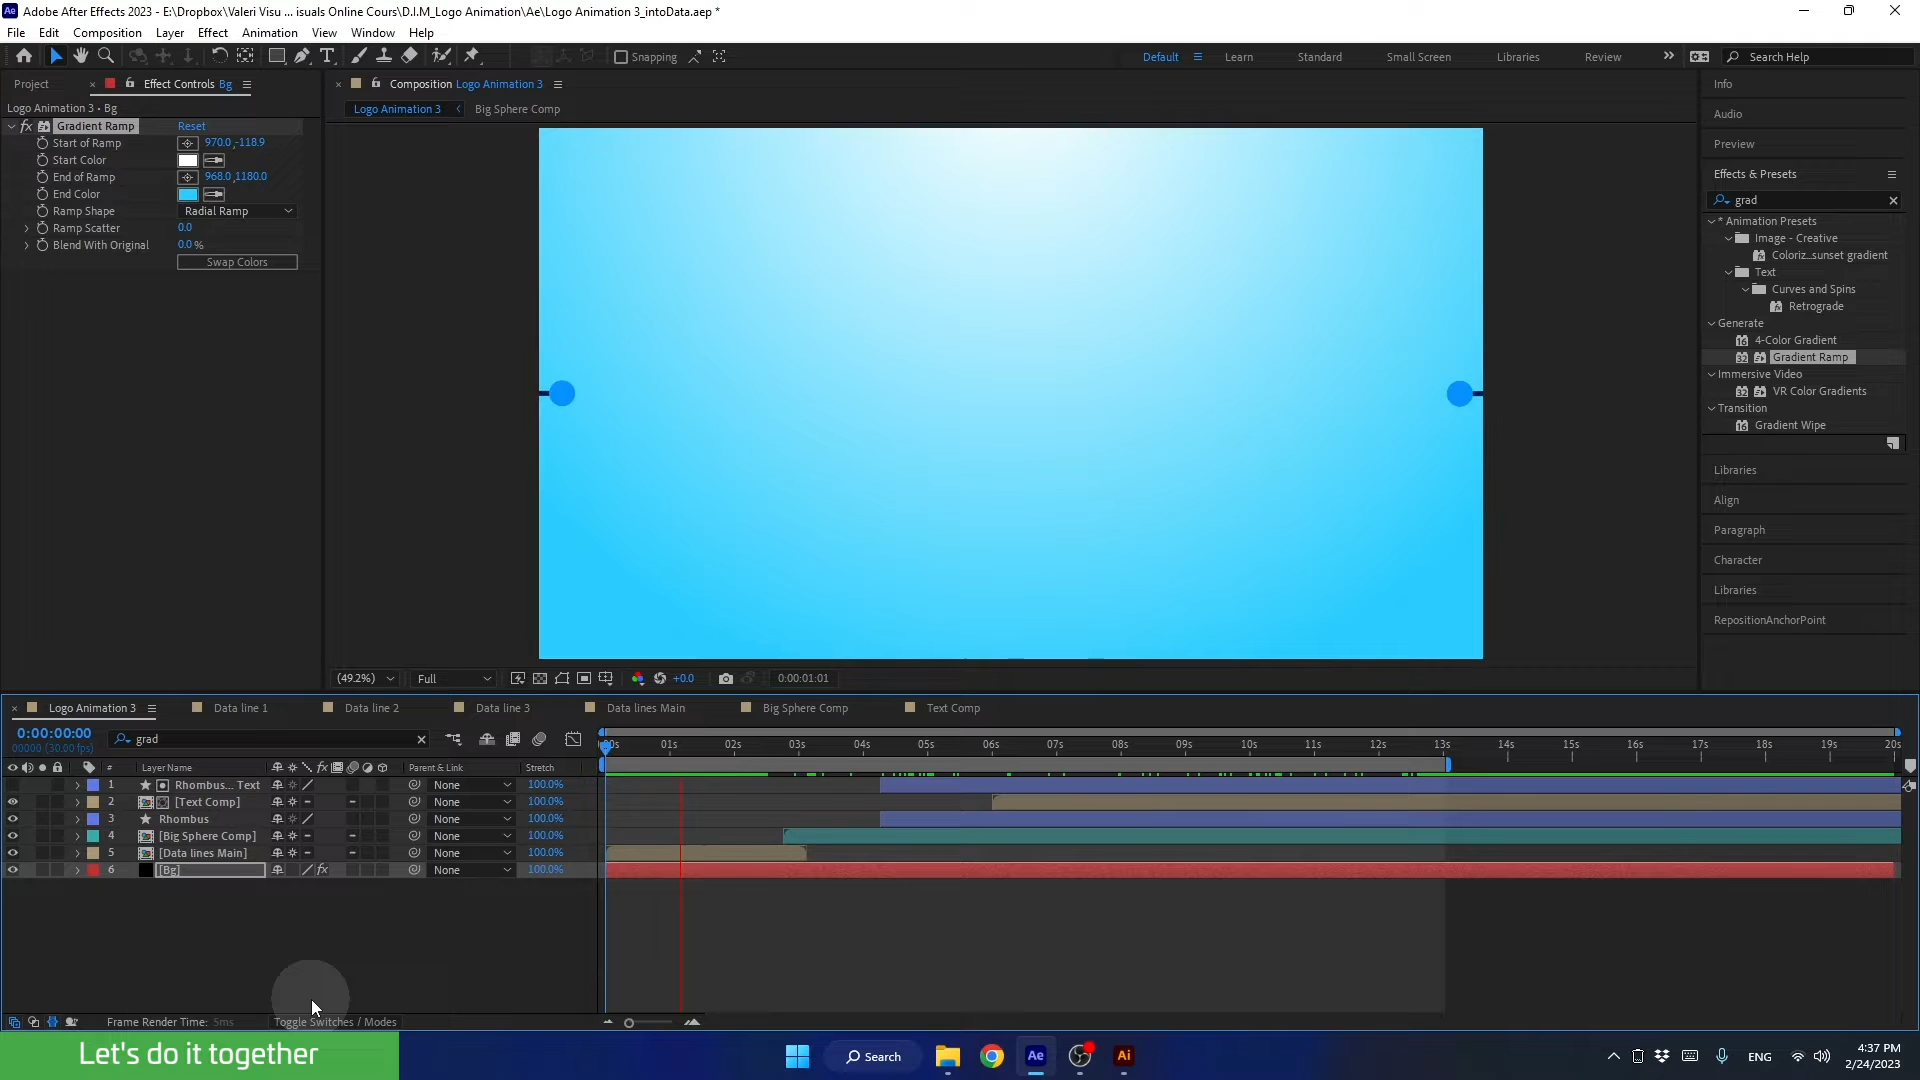 Ae Adobe After Effects 2023 - E:\Dropbox\Valeri Visu ... isuals Online Cours\D.I.M_Logo Animation\Ae\Logo Animation 3_intoData.aep *
File Edit Composition Layer Effect Animation View Window Help
Snapping Default Learn Standard Small Screen Libraries Review Search Help
Project Effect Controls Bg
Logo Animation 3 • Bg
fx Gradient Ramp Reset
Start of Ramp 970.0,-118.9
Start Color
End of Ramp 968.0,1180.0
End Color
Ramp Shape Radial Ramp
Ramp Scatter 0.0
Blend With Original 0.0 %
Swap Colors
Composition Logo Animation 3
Logo Animation 3 Big Sphere Comp
(49.2%) Full +0.0 0:00:01:01
Info
Audio
Preview
Effects & Presets
grad
* Animation Presets
Image - Creative
Coloriz...sunset gradient
Text
Curves and Spins
Retrograde
Generate
4-Color Gradient
Gradient Ramp
Immersive Video
VR Color Gradients
Transition
Gradient Wipe
Libraries
Align
Paragraph
Character
Libraries
RepositionAnchorPoint
Logo Animation 3 Data line 1 Data line 2 Data line 3 Data lines Main Big Sphere Comp Text Comp
0:00:00:00
00000 (30.00 fps)
grad
01s 02s 03s 04s 05s 06s 07s 08s 09s 10s 11s 12s 13s 14s 15s 16s 17s 18s 19s 20s
# Layer Name fx Parent & Link Stretch
1 Rhombus... Text None 100.0%
2 [Text Comp] None 100.0%
3 Rhombus None 100.0%
4 [Big Sphere Comp] None 100.0%
5 [Data lines Main] None 100.0%
6 [Bg] fx None 100.0%
Frame Render Time: 5ms Toggle Switches / Modes
Let's do it together
Search Ae Ai ENG
4:37 PM
2/24/2023